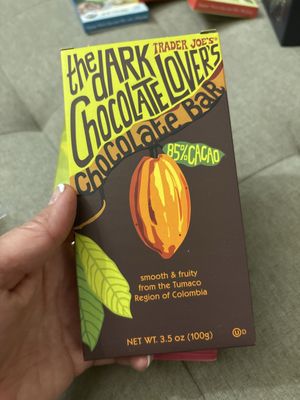 TRADER JOE'S
the DARK
CHOCOLATE LOVER'S
CHOCOLATE BAR
85% CACAO
smooth & fruity
from the Tumaco
Region of Colombia
NET WT. 3.5 oz (100g)
U D